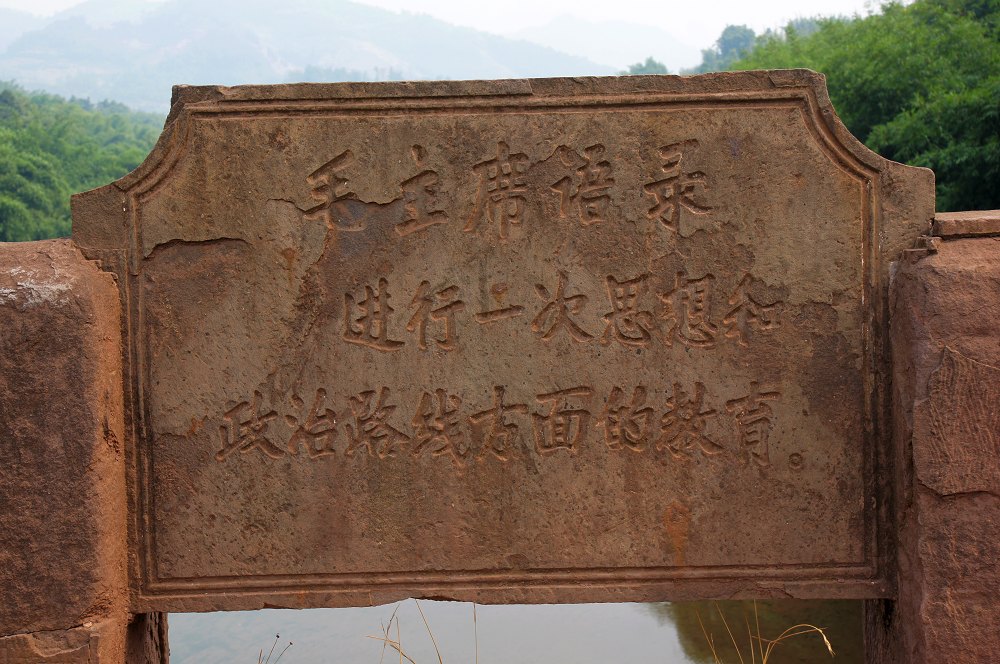 毛主席语录
进行一次思想和
政治路线方面的教育。